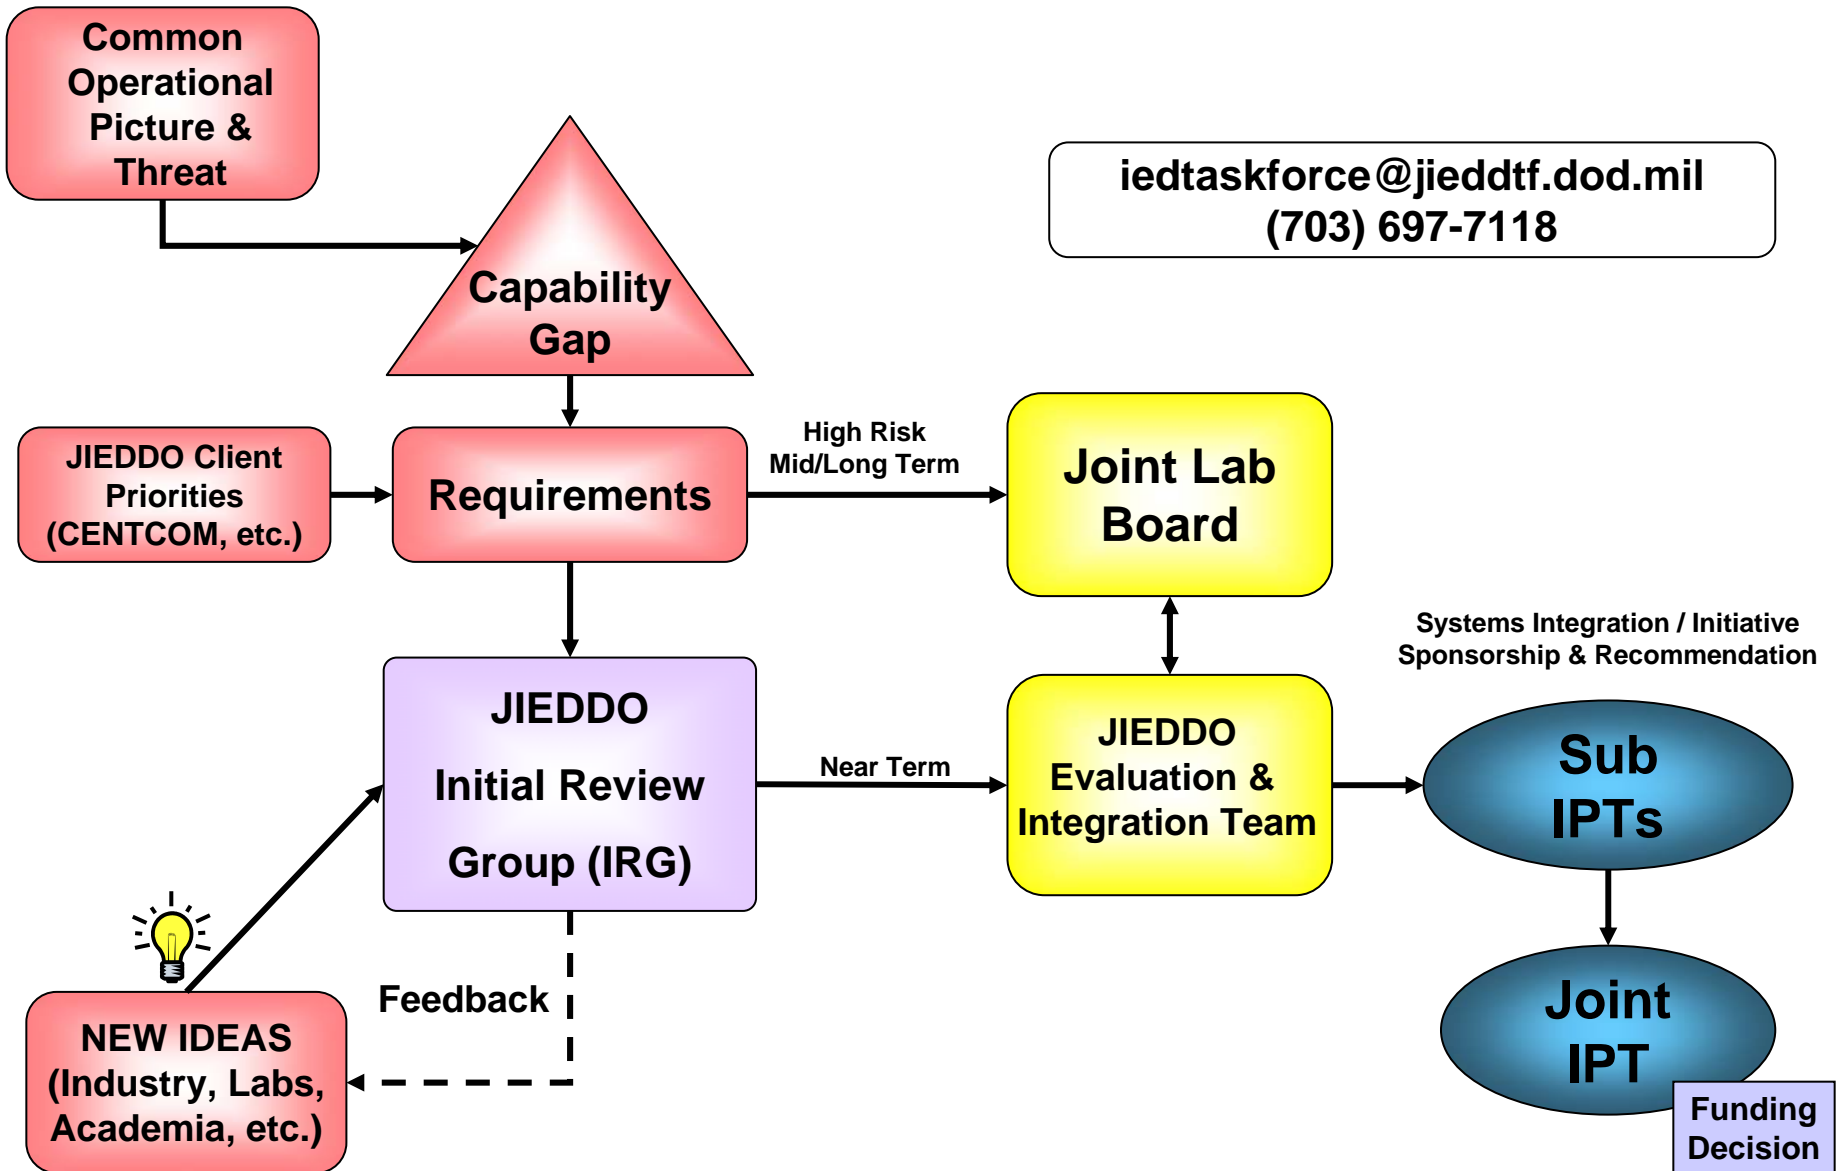 Common
Operational
Picture &
Threat
iedtaskforce@jieddtf.dod.mil
(703) 697-7118
Capability
Gap
JIEDDO Client
Priorities
(CENTCOM, etc.)
Requirements
High Risk
Mid/Long Term
Joint Lab
Board
Systems Integration / Initiative
Sponsorship & Recommendation
JIEDDO
Initial Review
Group (IRG)
Near Term
JIEDDO
Evaluation &
Integration Team
Sub
IPTs
Feedback
NEW IDEAS
(Industry, Labs,
Academia, etc.)
Joint
IPT
Funding
Decision